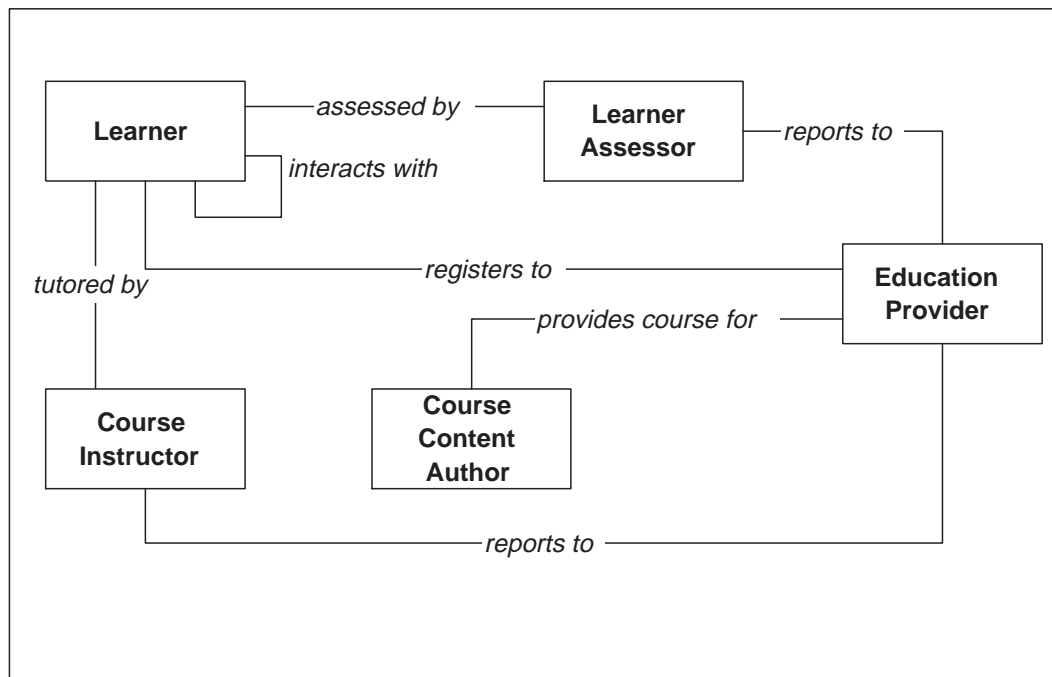 Learner
assessed by
Learner
Assessor
reports to
interacts with
registers to
Education
Provider
tutored by
provides course for
Course
Instructor
Course
Content
Author
reports to